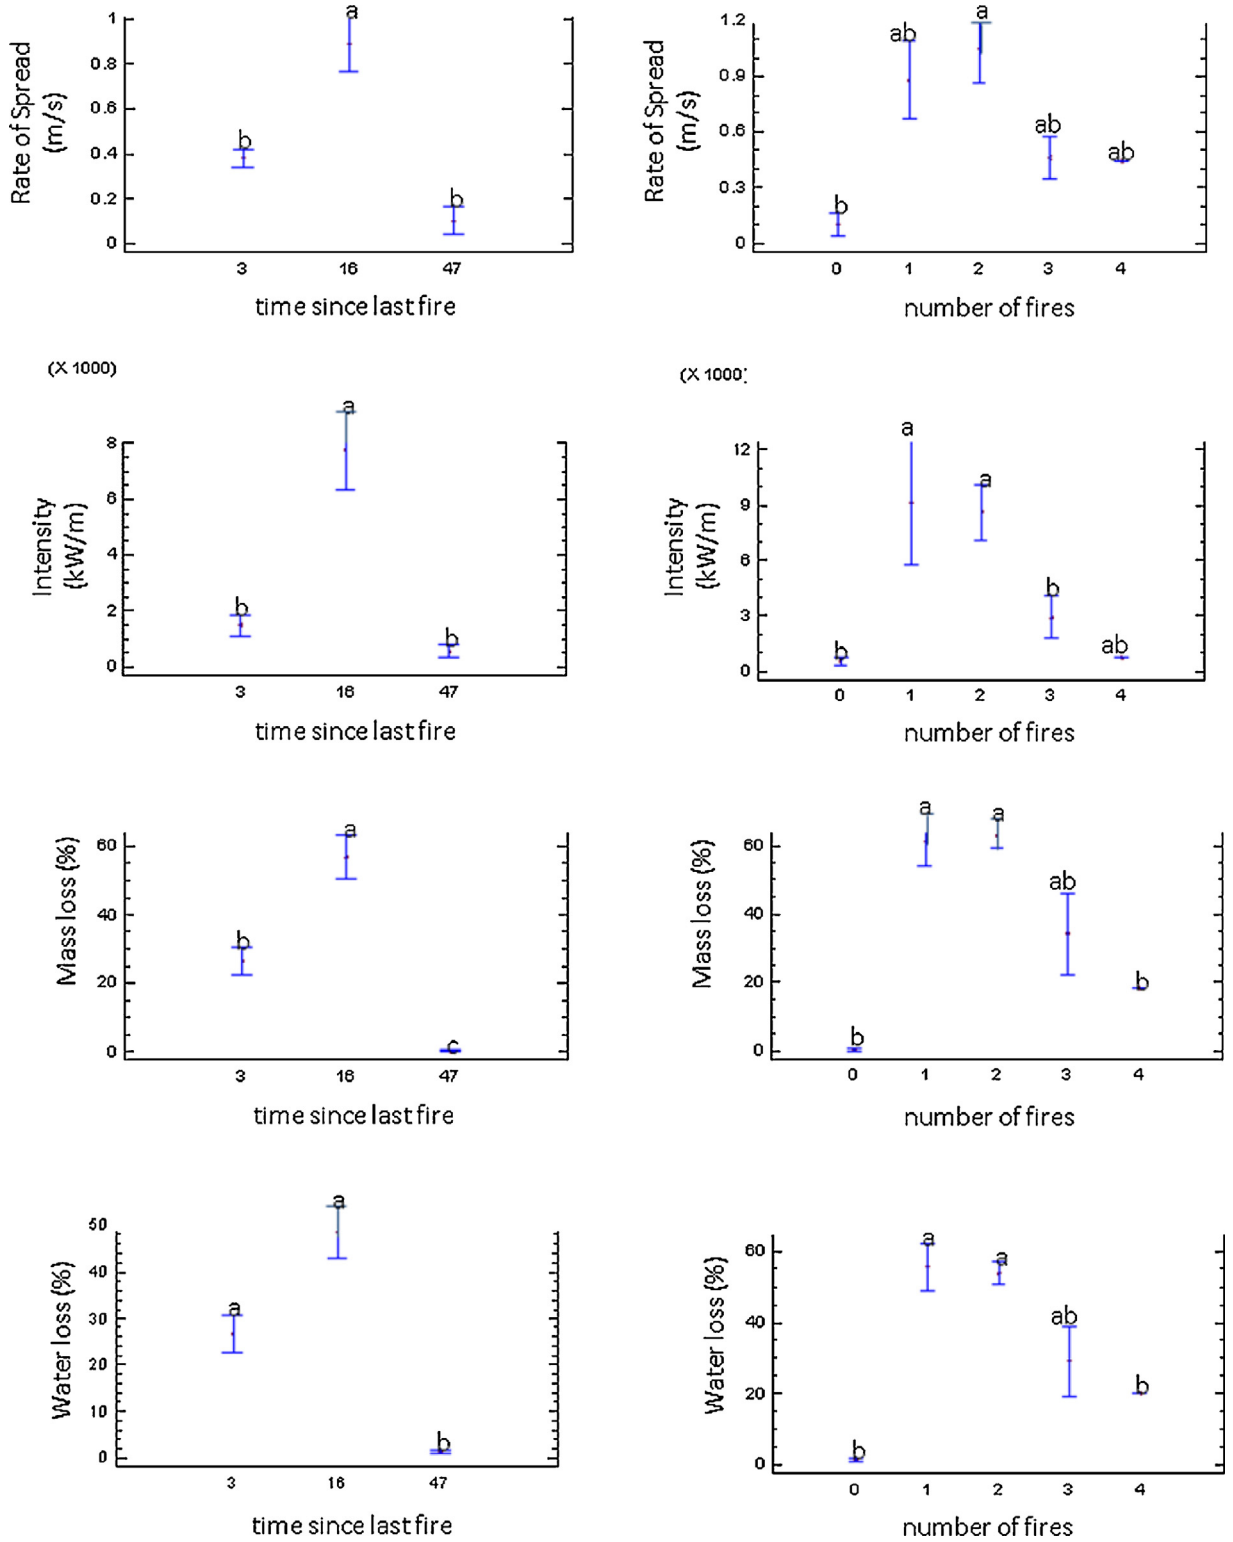 a
1
0.8
0.6
0.4
0.2
0
Rate of Spread
(m/s)
b
b
3 16 47
time since last fire
a
ab
1.2
0.9
0.6
0.3
0
Rate of Spread
(m/s)
ab
ab
b
0 1 2 3 4
number of fires
(X 1000)
a
8
6
4
2
0
Intensity
(kW/m)
b
b
3 16 47
time since last fire
(X 1000)
a
a
12
9
6
3
0
Intensity
(kW/m)
b
b
ab
0 1 2 3 4
number of fires
a
60
40
20
0
Mass loss (%)
b
c
3 16 47
time since last fire
a
a
60
40
20
0
Mass loss (%)
ab
b
b
0 1 2 3 4
number of fires
a
50
40
30
20
10
0
Water loss (%)
a
b
3 16 47
time since last fire
a
a
60
40
20
0
Water loss (%)
ab
b
b
0 1 2 3 4
number of fires